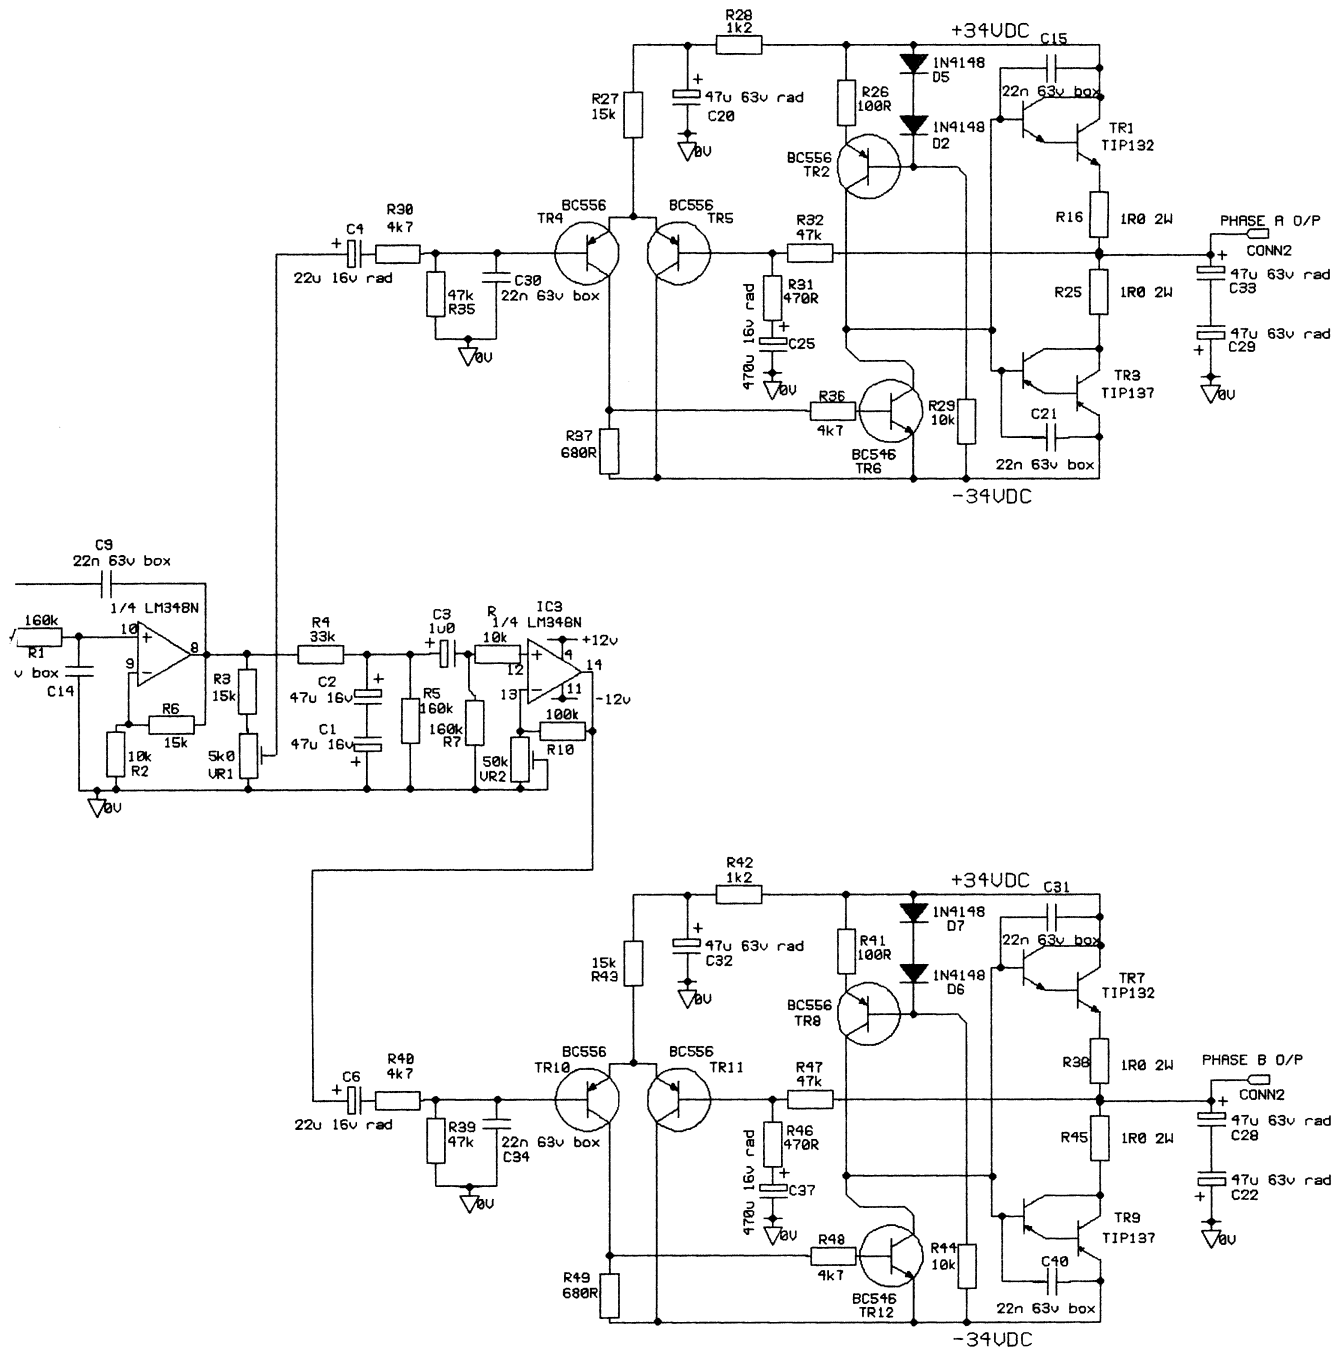 R28
1k2
+34VDC
C15
22n 63v box
1N4148
D5
R27
15k
+
47u 63v rad
C20
0V
R26
100R
1N4148
D2
TR1
TIP132
BC556
TR2
R16
1R0 2W
PHASE A O/P
CONN2
BC556
TR4
BC556
TR5
R30
4k7
C4
+
22u 16v rad
47k
R35
C30
22n 63v box
0V
R32
47k
R31
470R
+
C25
470u 16v rad
0V
R25
1R0 2W
+
47u 63v rad
C33
47u 63v rad
C29
+
0V
TR3
TIP137
R36
4k7
R29
10k
C21
22n 63v box
R37
680R
BC546
TR6
-34VDC
C9
22n 63v box
1/4 LM348N
160k
R1
v box
C14
10
+
9
-
8
R6
15k
10k
R2
0V
R3
15k
5k0
VR1
R4
33k
C2
47u 16v
+
C1
47u 16v
+
R5
160k
C3
1u0
+
R
10k
1/4
IC3
LM348N
160k
R7
12
+
13
-
4
+12v
14
11
-12v
100k
R10
50k
VR2
R42
1k2
+34VDC
C31
22n 63v box
1N4148
D7
15k
R43
+
47u 63v rad
C32
0V
R41
100R
1N4148
D6
TR7
TIP132
BC556
TR8
R38
1R0 2W
PHASE B O/P
CONN2
BC556
TR10
BC556
TR11
R40
4k7
C6
+
22u 16v rad
R39
47k
22n 63v box
C34
0V
R47
47k
R46
470R
+
C37
470u 16v rad
0V
R45
1R0 2W
+
47u 63v rad
C28
47u 63v rad
C22
+
0V
TR9
TIP137
R48
4k7
R44
10k
C40
22n 63v box
R49
680R
BC546
TR12
-34VDC